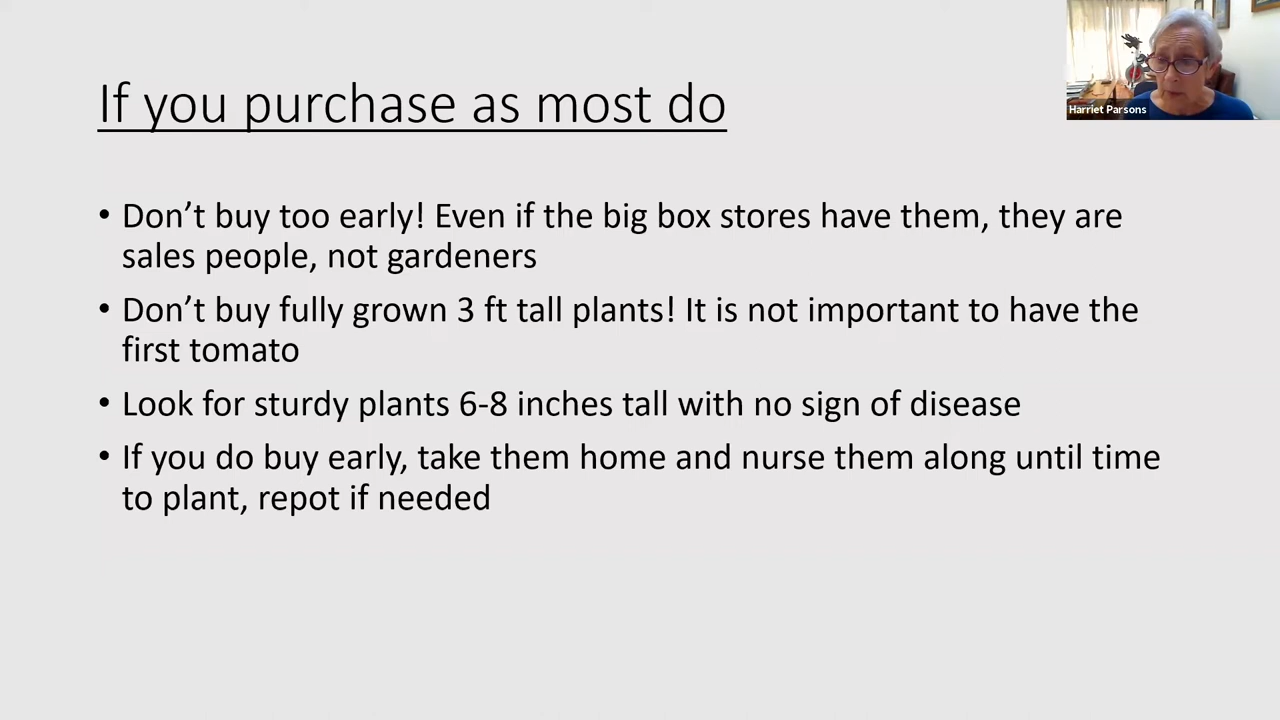 If you purchase as most do
Harriet Parsons
• Don’t buy too early! Even if the big box stores have them, they are
sales people, not gardeners
• Don’t buy fully grown 3 ft tall plants! It is not important to have the
first tomato
• Look for sturdy plants 6-8 inches tall with no sign of disease
• If you do buy early, take them home and nurse them along until time
to plant, repot if needed